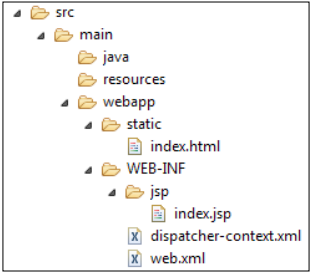 src
main
java
resources
webapp
static
index.html
WEB-INF
jsp
index.jsp
dispatcher-context.xml
web.xml